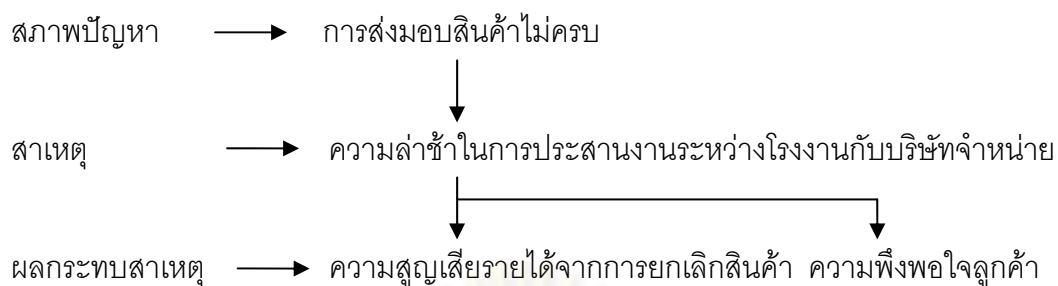 สภาพปัญหา การส่งมอบสินค้าไม่ครบ
สาเหตุ ความล่าช้าในการประสานงานระหว่างโรงงานกับบริษัทจำหน่าย
ผลกระทบสาเหตุ ความสูญเสียรายได้จากการยกเลิกสินค้า ความพึงพอใจลูกค้า